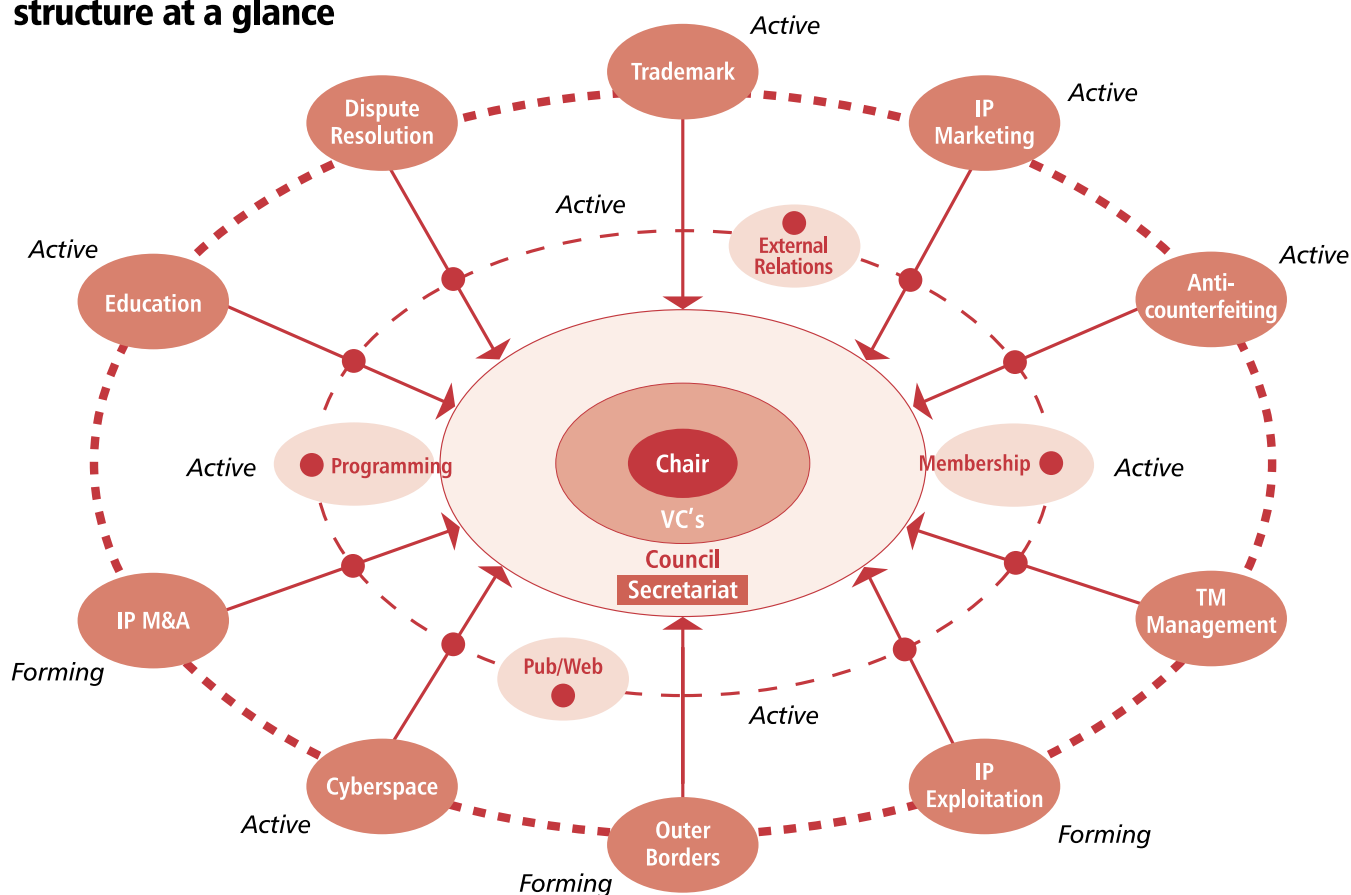 structure at a glance
Active
Trademark
Active
IP
Marketing
Dispute
Resolution
Active
External
Relations
Active
Education
Active
Anti-
counterfeiting
Active
Programming
Chair
VC's
Council
Secretariat
Membership
Active
IP M&A
Forming
TM
Management
Pub/Web
Active
Cyberspace
Active
IP
Exploitation
Forming
Outer
Borders
Forming